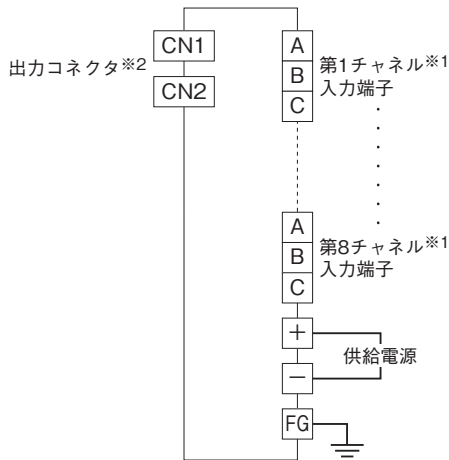 出力コネクタ※2
CN1
CN2
A
B
C
第1チャネル※1
入力端子
A
B
C
第8チャネル※1
入力端子
+
−
供給電源
FG